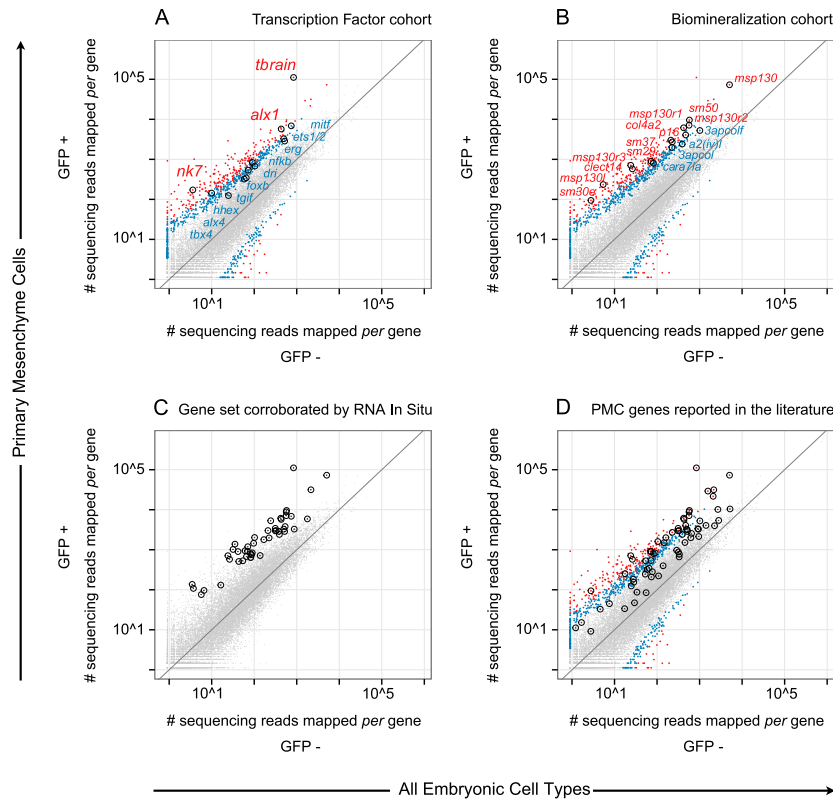 A
Transcription Factor cohort
B
Biomineralization cohort
10^5
10^1
GFP +
# sequencing reads mapped per gene
tbrain
alx1
nk7
mitf
ets1/2
erg
nfkb
dri
foxb
tgif
hhex
alx4
tbx4
10^1
10^5
# sequencing reads mapped per gene
GFP -
10^5
10^1
GFP +
# sequencing reads mapped per gene
msp130
sm50
msp130r1
msp130r2
col4a2
p16
3apcolf
sm37
a2(iv)l
sm29
3apcol
msp130r3
cara7la
clect14
msp130l
sm30e
10^1
10^5
# sequencing reads mapped per gene
GFP -
C
Gene set corroborated by RNA In Situ
D
PMC genes reported in the literature
10^5
10^1
GFP +
# sequencing reads mapped per gene
10^1
10^5
# sequencing reads mapped per gene
GFP -
10^5
10^1
GFP +
# sequencing reads mapped per gene
10^1
10^5
# sequencing reads mapped per gene
GFP -
Primary Mesenchyme Cells
All Embryonic Cell Types